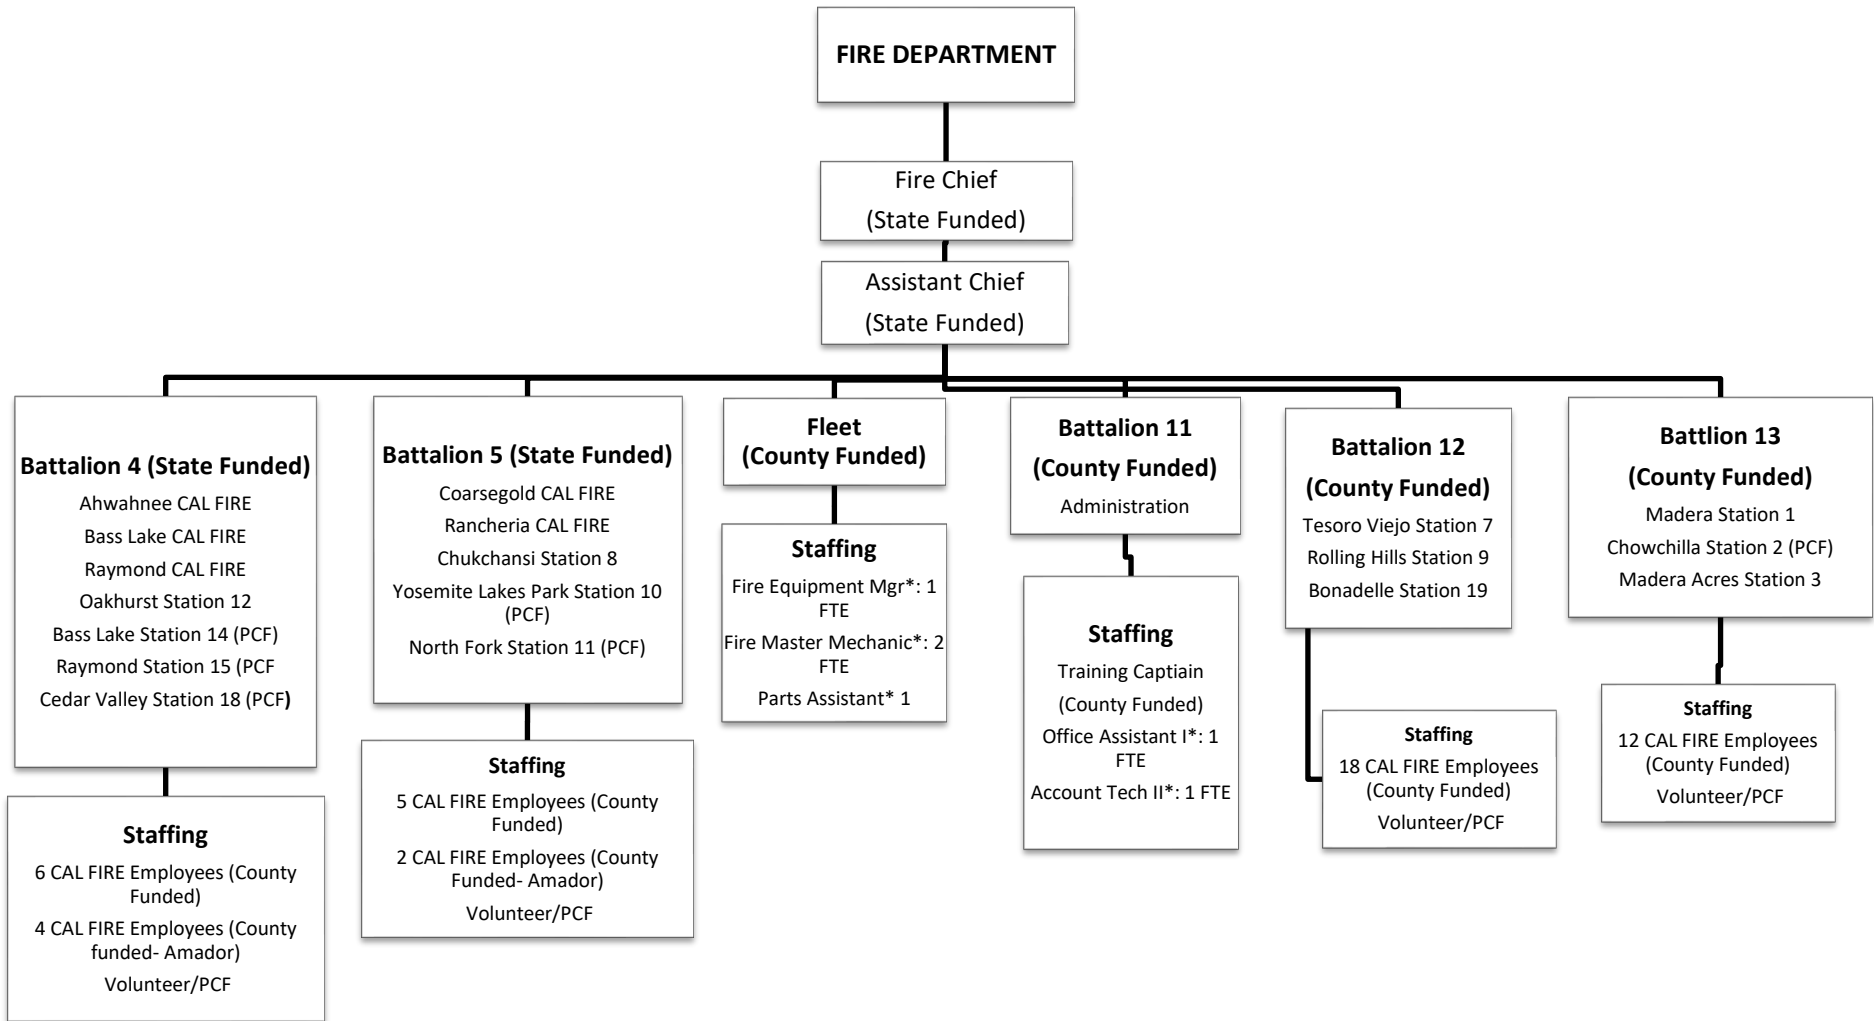 FIRE DEPARTMENT
Fire Chief
(State Funded)
Assistant Chief
(State Funded)
Battalion 4 (State Funded)
Ahwahnee CAL FIRE
Bass Lake CAL FIRE
Raymond CAL FIRE
Oakhurst Station 12
Bass Lake Station 14 (PCF)
Raymond Station 15 (PCF
Cedar Valley Station 18 (PCF)
Staffing
6 CAL FIRE Employees (County
Funded)
4 CAL FIRE Employees (County
funded- Amador)
Volunteer/PCF
Battalion 5 (State Funded)
Coarsegold CAL FIRE
Rancheria CAL FIRE
Chukchansi Station 8
Yosemite Lakes Park Station 10
(PCF)
North Fork Station 11 (PCF)
Staffing
5 CAL FIRE Employees (County
Funded)
2 CAL FIRE Employees (County
Funded- Amador)
Volunteer/PCF
Fleet
(County Funded)
Staffing
Fire Equipment Mgr*: 1
FTE
Fire Master Mechanic*: 2
FTE
Parts Assistant* 1
Battalion 11
(County Funded)
Administration
Staffing
Training Captiain
(County Funded)
Office Assistant I*: 1
FTE
Account Tech II*: 1 FTE
Battalion 12
(County Funded)
Tesoro Viejo Station 7
Rolling Hills Station 9
Bonadelle Station 19
Staffing
18 CAL FIRE Employees
(County Funded)
Volunteer/PCF
Battlion 13
(County Funded)
Madera Station 1
Chowchilla Station 2 (PCF)
Madera Acres Station 3
Staffing
12 CAL FIRE Employees
(County Funded)
Volunteer/PCF